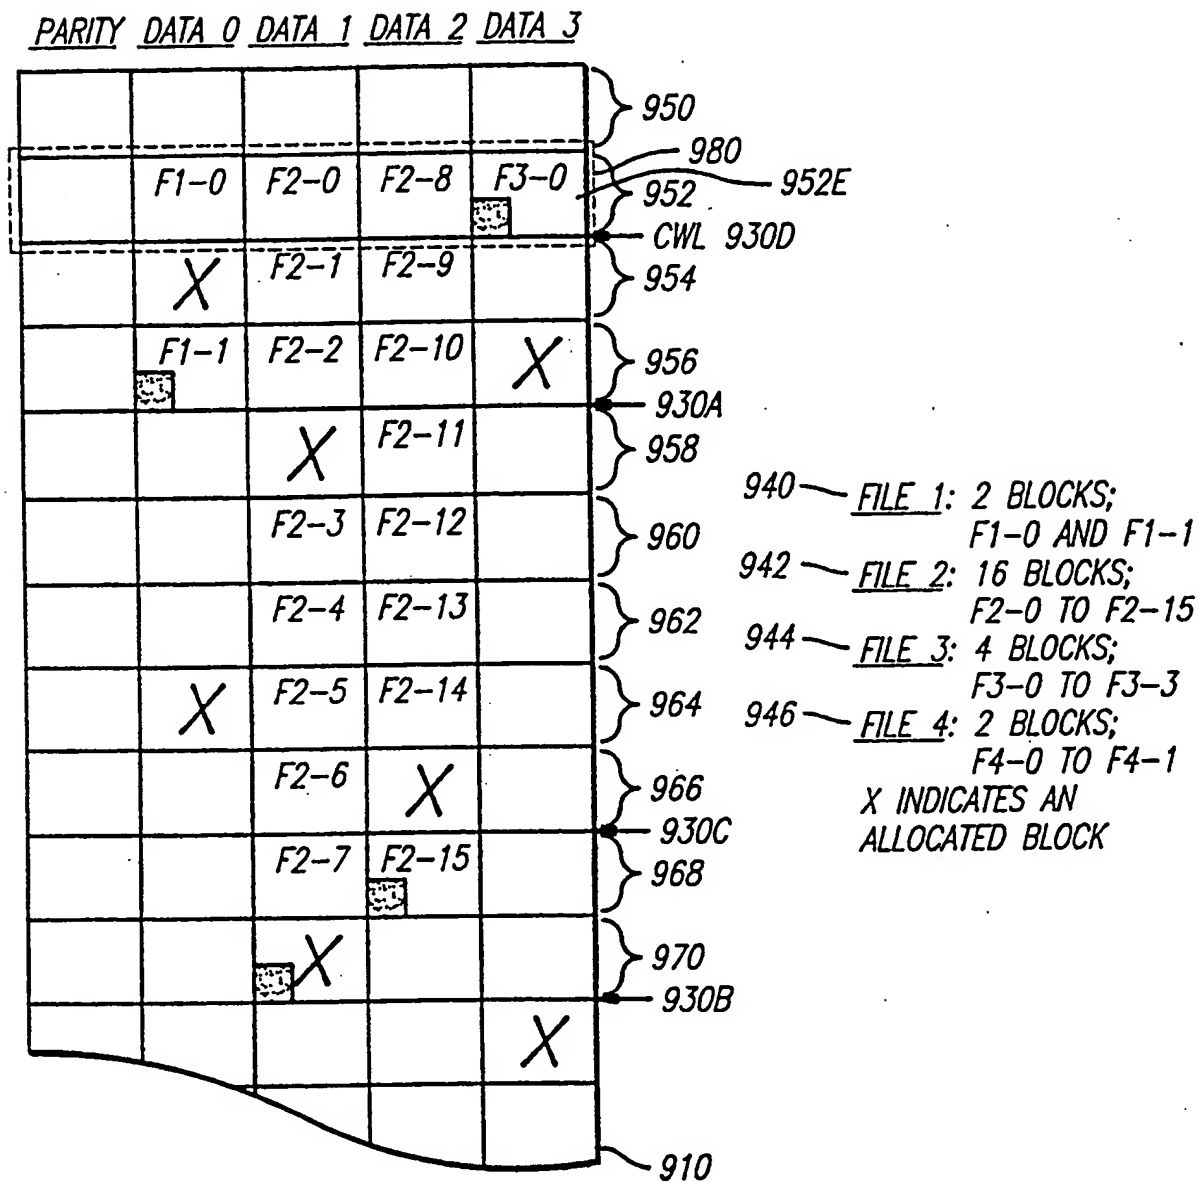 PARITY DATA 0 DATA 1 DATA 2 DATA 3
950
980
F1-0 F2-0 F2-8 F3-0 952 952E
CWL 930D
X F2-1 F2-9 954
F1-1 F2-2 F2-10 X 956
930A
X F2-11 958
F2-3 F2-12 960
F2-4 F2-13 962
X F2-5 F2-14 964
F2-6 X 966
930C
F2-7 F2-15 968
X 970
930B
X
910
940 FILE 1: 2 BLOCKS;
F1-0 AND F1-1
942 FILE 2: 16 BLOCKS;
F2-0 TO F2-15
944 FILE 3: 4 BLOCKS;
F3-0 TO F3-3
946 FILE 4: 2 BLOCKS;
F4-0 TO F4-1
X INDICATES AN
ALLOCATED BLOCK